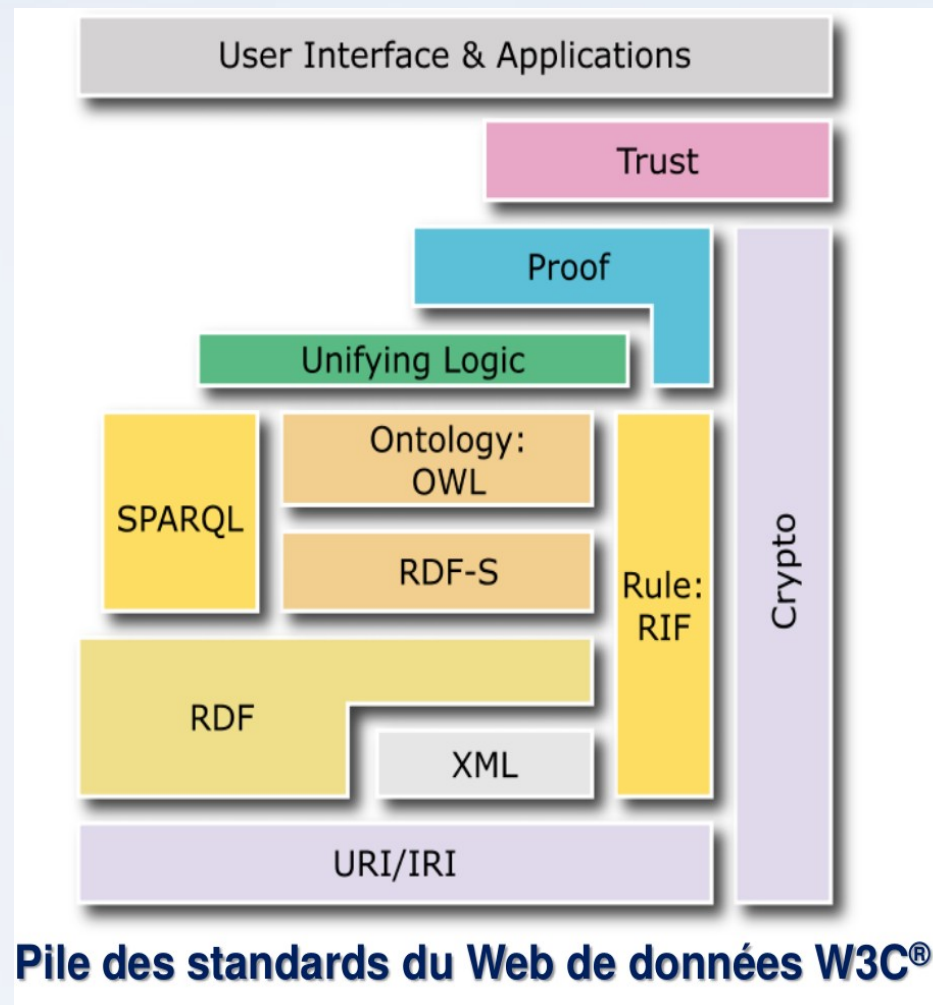 User Interface & Applications
Trust
Proof
Unifying Logic
Ontology:
OWL
SPARQL
RDF-S
Rule:
RIF
Crypto
RDF
XML
URI/IRI
Pile des standards du Web de données W3C®